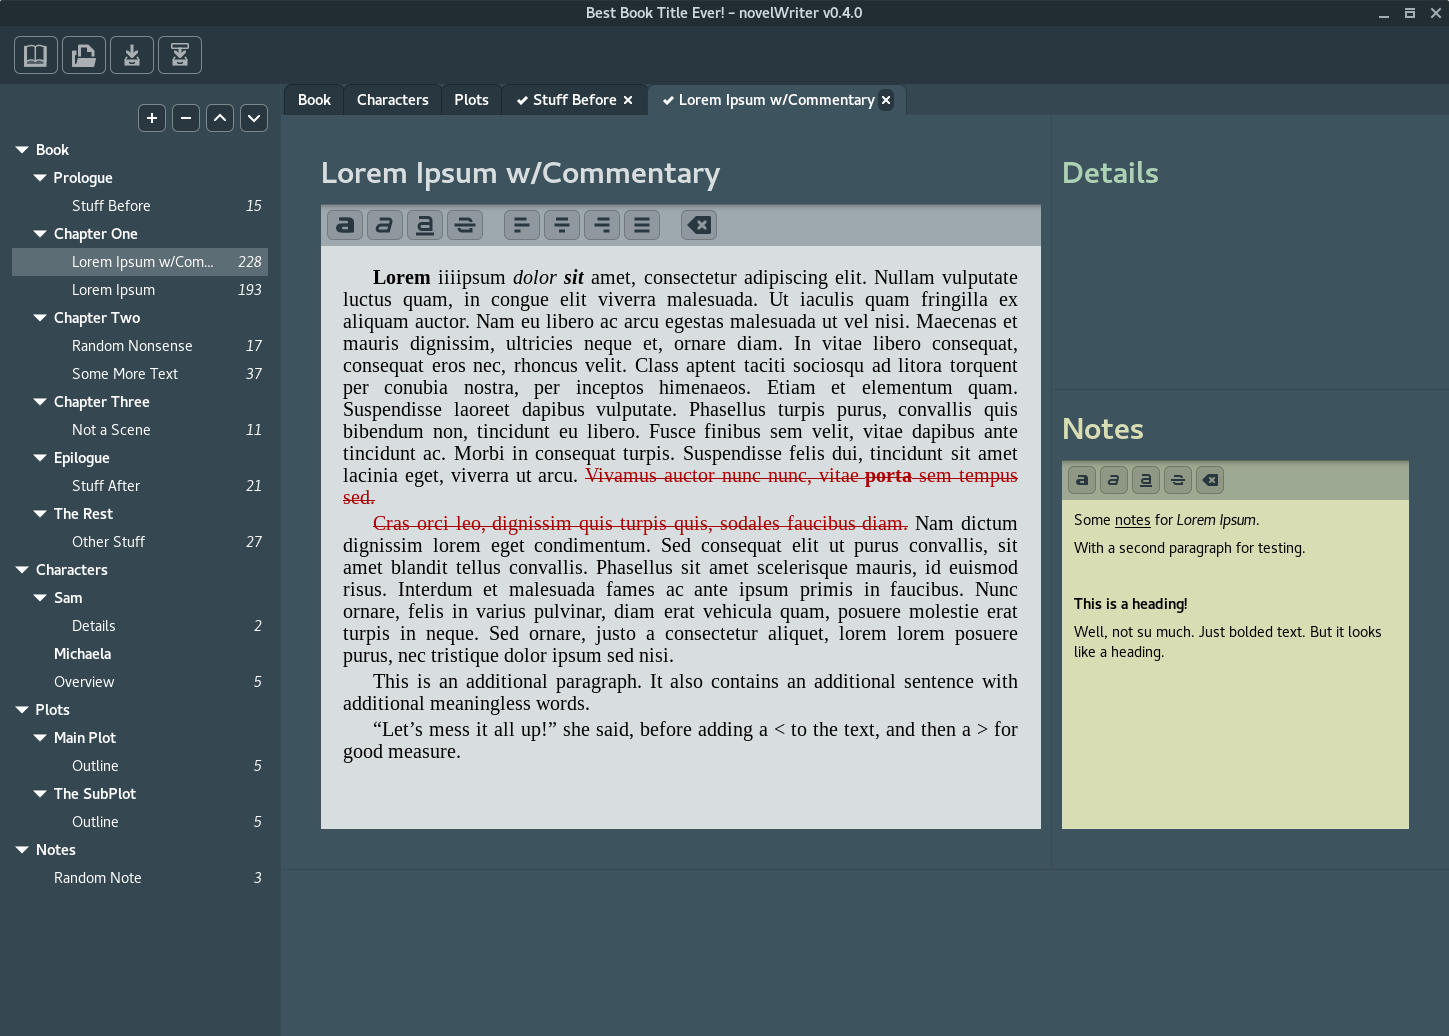 Best Book Title Ever! – novelWriter v0.4.0
Book
Characters
Plots
Stuff Before
Lorem Ipsum w/Commentary
Book
Prologue
Stuff Before 15
Chapter One
Lorem Ipsum w/Com... 228
Lorem Ipsum 193
Chapter Two
Random Nonsense 17
Some More Text 37
Chapter Three
Not a Scene 11
Epilogue
Stuff After 21
The Rest
Other Stuff 27
Characters
Sam
Details 2
Michaela
Overview 5
Plots
Main Plot
Outline 5
The SubPlot
Outline 5
Notes
Random Note 3
Lorem Ipsum w/Commentary
a a a S
Lorem iiiipsum dolor sit amet, consectetur adipiscing elit. Nullam vulputate
luctus quam, in congue elit viverra malesuada. Ut iaculis quam fringilla ex
aliquam auctor. Nam eu libero ac arcu egestas malesuada ut vel nisi. Maecenas et
mauris dignissim, ultricies neque et, ornare diam. In vitae libero consequat,
consequat eros nec, rhoncus velit. Class aptent taciti sociosqu ad litora torquent
per conubia nostra, per inceptos himenaeos. Etiam et elementum quam.
Suspendisse laoreet dapibus vulputate. Phasellus turpis purus, convallis quis
bibendum non, tincidunt eu libero. Fusce finibus sem velit, vitae dapibus ante
tincidunt ac. Morbi in consequat turpis. Suspendisse felis dui, tincidunt sit amet
lacinia eget, viverra ut arcu. Vivamus auctor nunc nunc, vitae porta sem tempus
sed.
Cras orci leo, dignissim quis turpis quis, sodales faucibus diam. Nam dictum
dignissim lorem eget condimentum. Sed consequat elit ut purus convallis, sit
amet blandit tellus convallis. Phasellus sit amet scelerisque mauris, id euismod
risus. Interdum et malesuada fames ac ante ipsum primis in faucibus. Nunc
ornare, felis in varius pulvinar, diam erat vehicula quam, posuere molestie erat
turpis in neque. Sed ornare, justo a consectetur aliquet, lorem lorem posuere
purus, nec tristique dolor ipsum sed nisi.
This is an additional paragraph. It also contains an additional sentence with
additional meaningless words.
“Let’s mess it all up!” she said, before adding a < to the text, and then a > for
good measure.
Details
Notes
a a a S
Some notes for Lorem Ipsum.
With a second paragraph for testing.
This is a heading!
Well, not su much. Just bolded text. But it looks
like a heading.